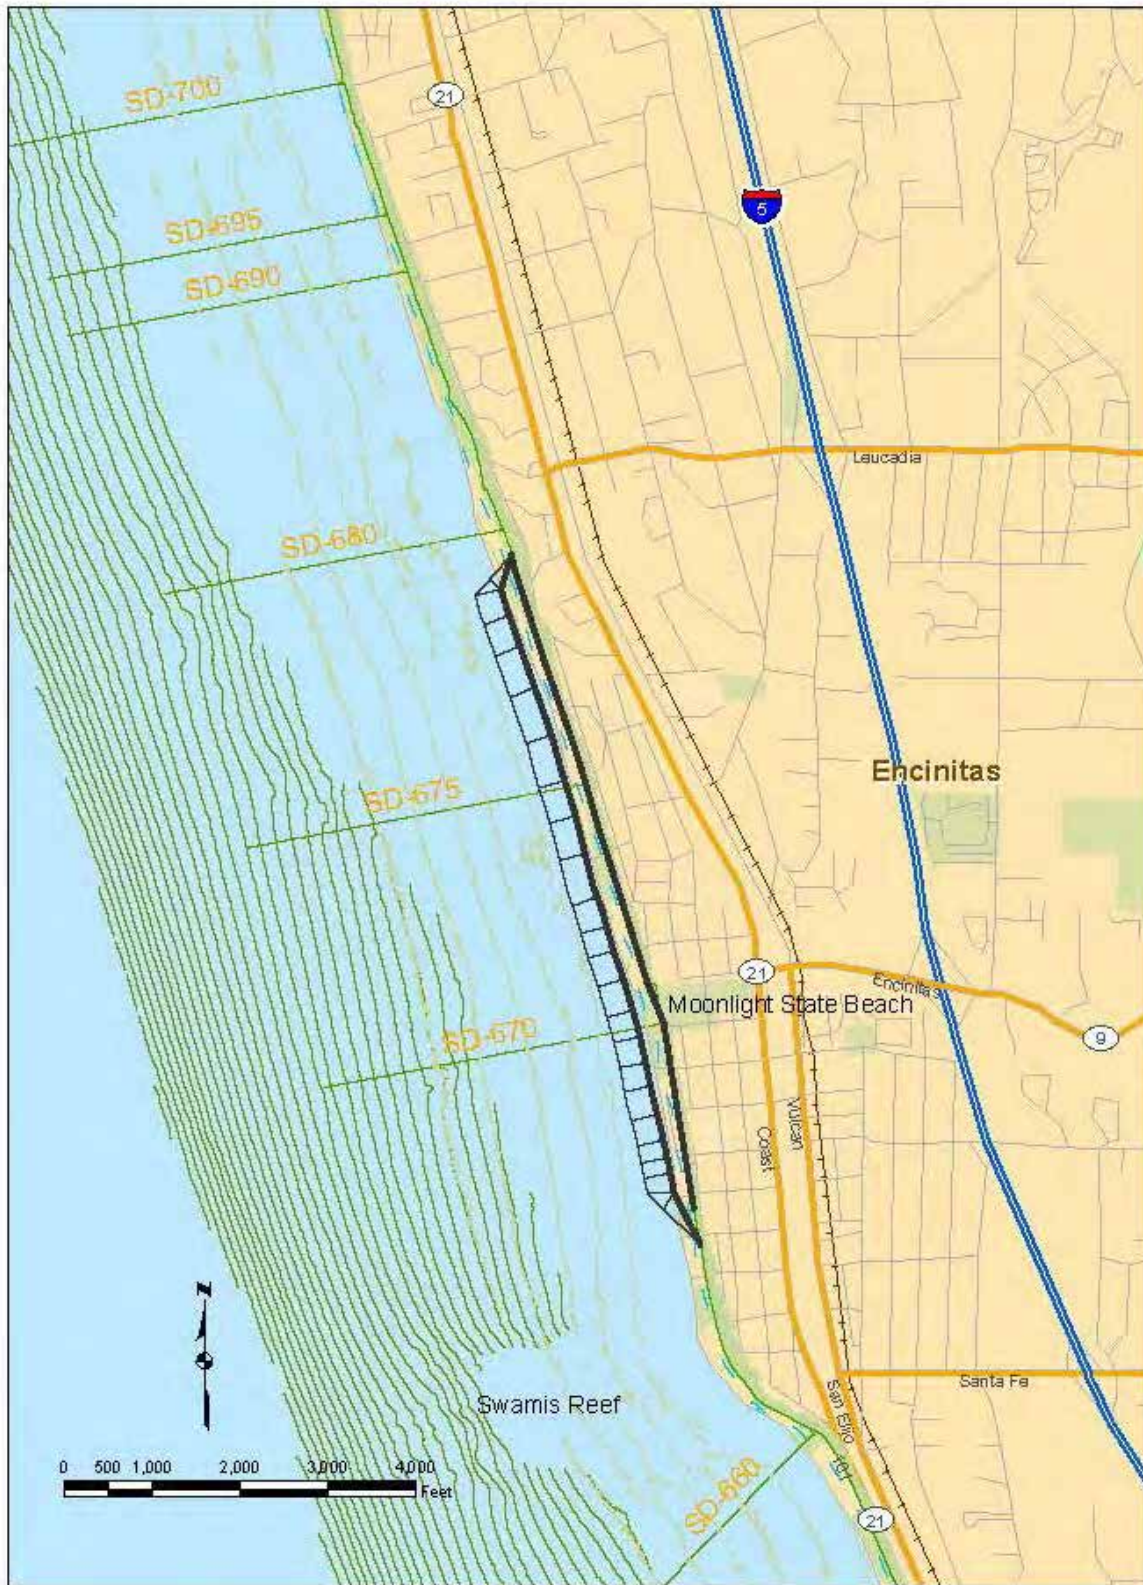 SD-700
21
5
SD-695
SD-690
Leucadia
SD-680
Encinitas
SD-675
21
Encinitas
Moonlight State Beach
SD-670
9
Vulcan
Coast
N
Santa Fe
San Elijo
Swamis Reef
101
0 500 1,000 2,000 3,000 4,000
Feet
SD-660
21